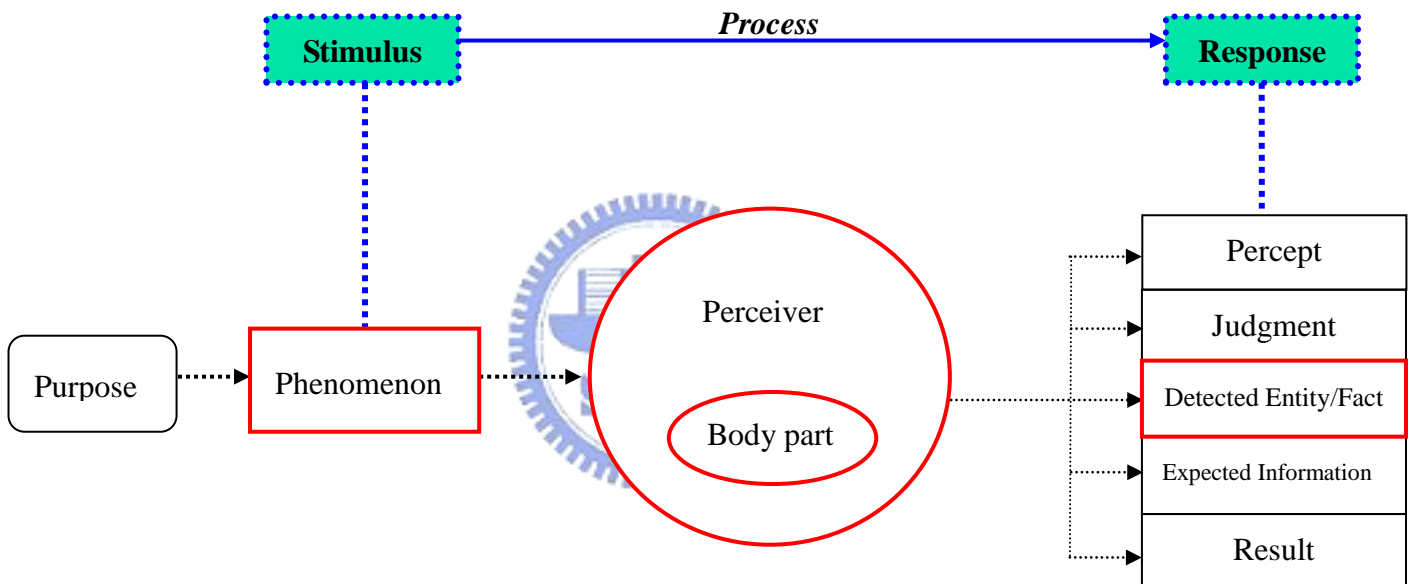 Process
Stimulus
Response
Percept
Perceiver
Judgment
Purpose
Phenomenon
Detected Entity/Fact
Body part
Expected Information
Result